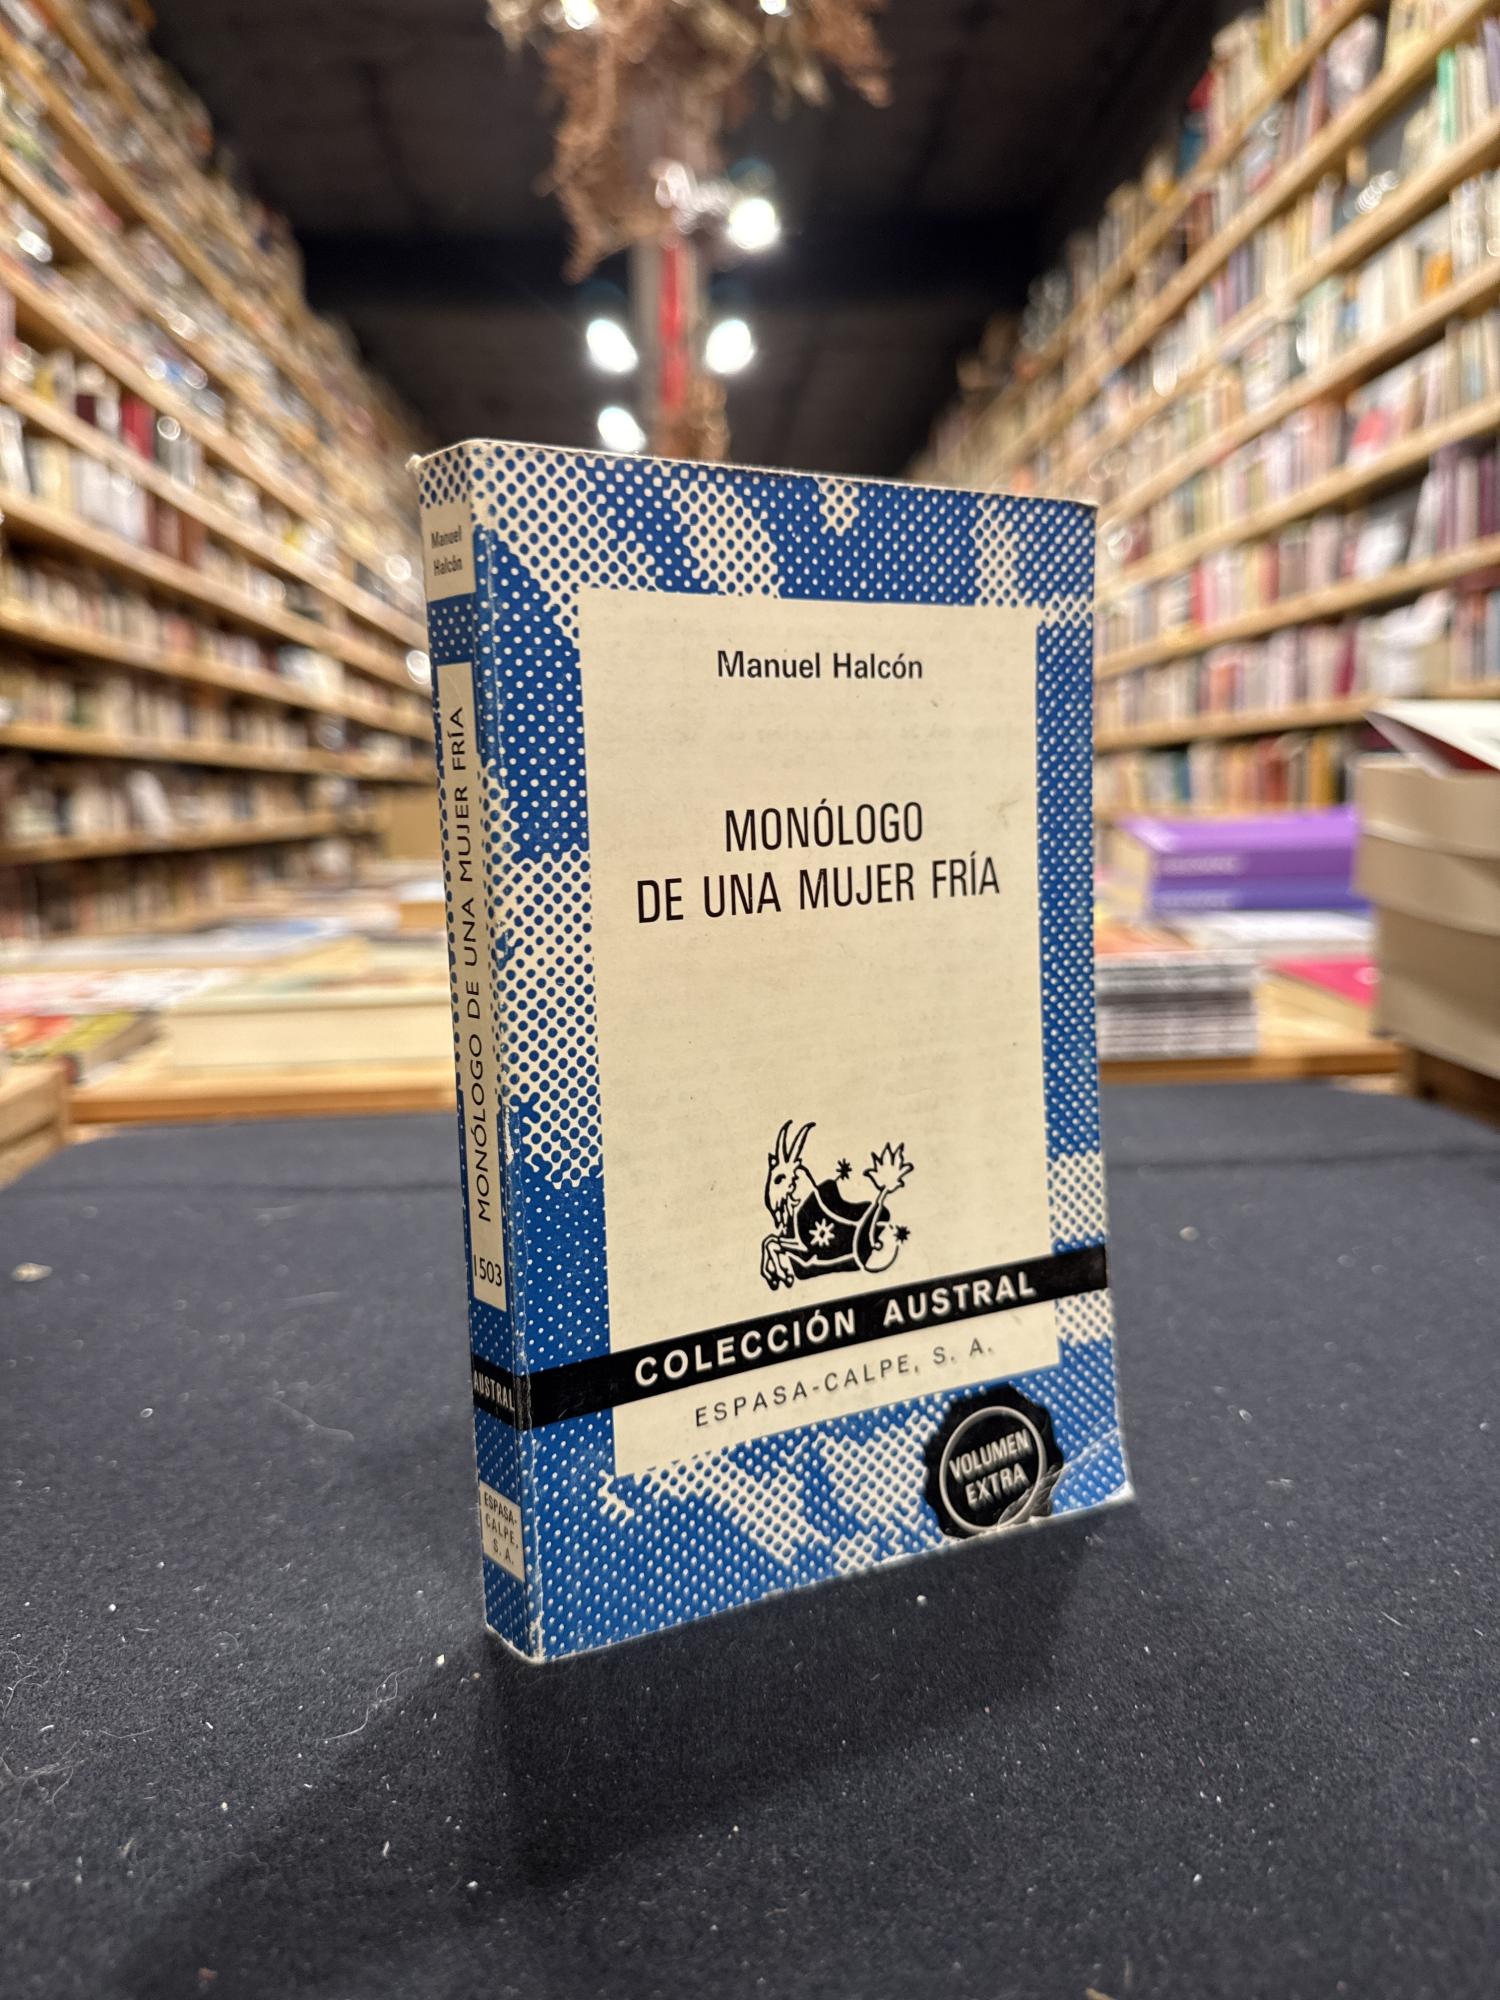 Manuel
Halcón
MONÓLOGO DE UNA MUJER FRÍA
1503
AUSTRAL
ESPASA-
CALPE,
S. A.
Manuel Halcón
MONÓLOGO
DE UNA MUJER FRÍA
COLECCIÓN AUSTRAL
ESPASA-CALPE, S. A.
VOLUMEN
EXTRA